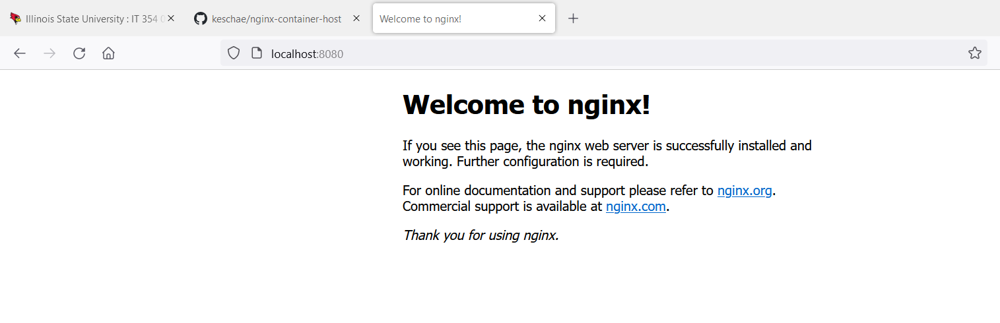 Illinois State University : IT 354 0
keschae/nginx-container-host
Welcome to nginx!
localhost:8080
Welcome to nginx!
If you see this page, the nginx web server is successfully installed and
working. Further configuration is required.
For online documentation and support please refer to nginx.org.
Commercial support is available at nginx.com.
Thank you for using nginx.